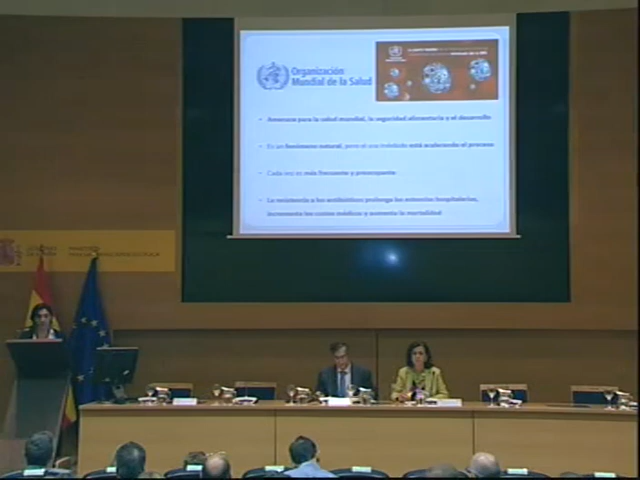 Organización
Mundial de la Salud
• Amenaza para la salud mundial, la seguridad alimentaria y el desarrollo
• Es un fenómeno natural, pero el uso indebido está acelerando el proceso
• Cada vez es más frecuente y preocupante
• La resistencia a los antibióticos prolonga las estancias hospitalarias,
incrementa los costos médicos y aumenta la mortalidad